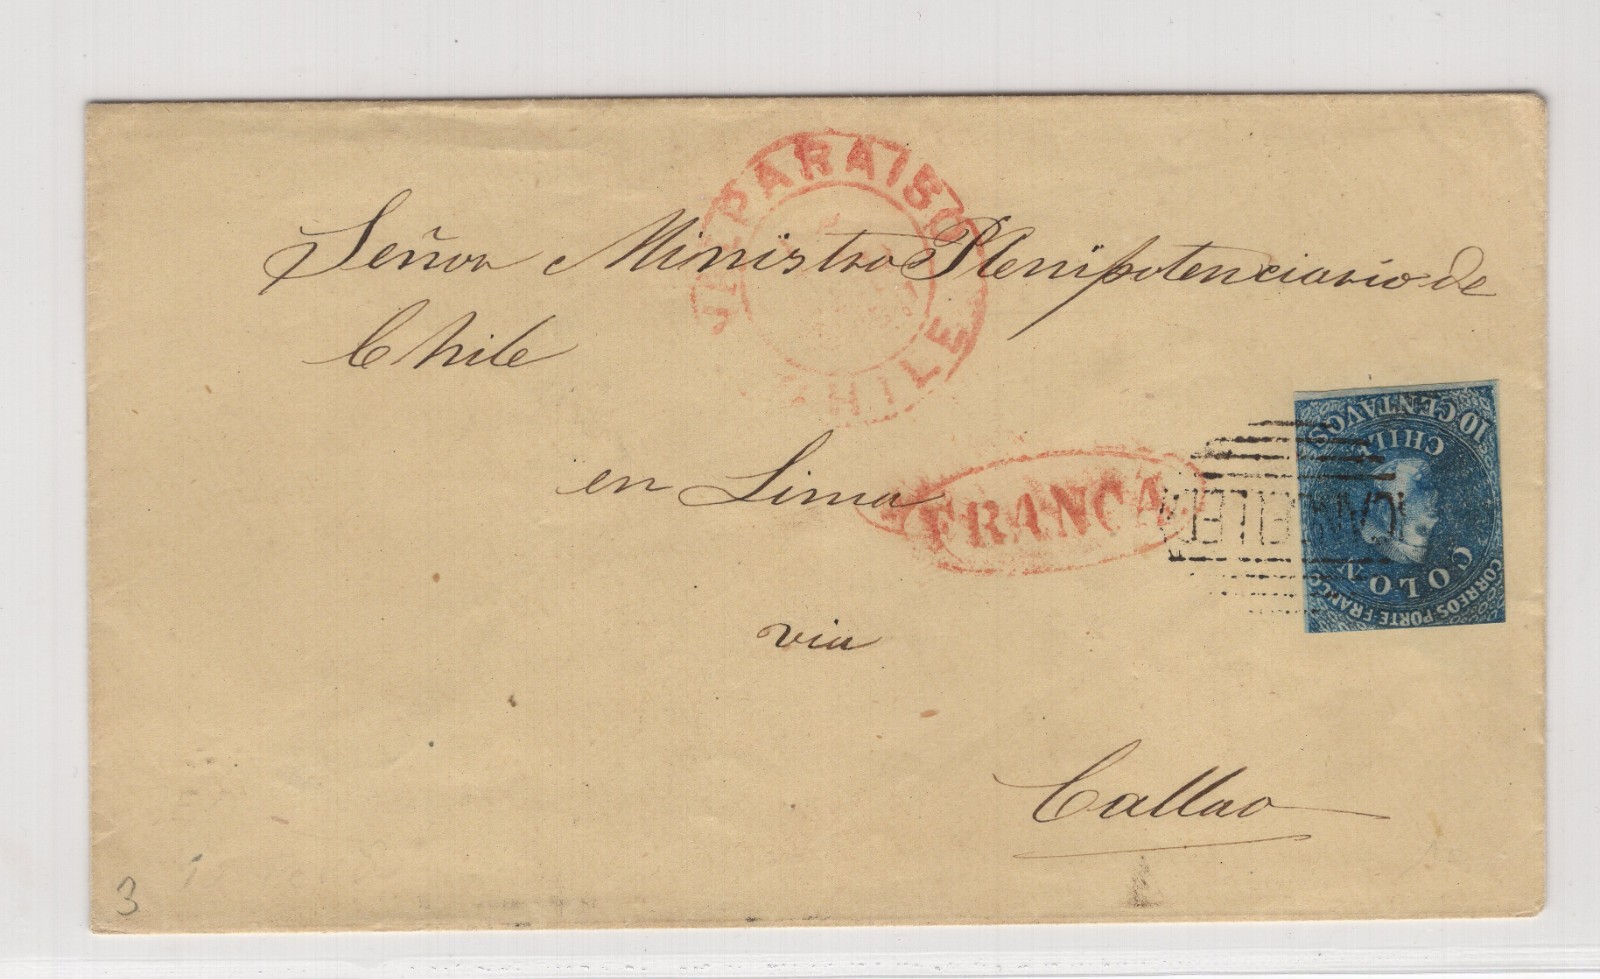 VALPARAISO
CHILE
Señor Ministro Plenipotenciario de
Chile
en Lima
FRANCA
via
Callao
10 CENTAVOS
CHILE
COLON
CORREOS PORTE FRANCO
CANCELLED
3